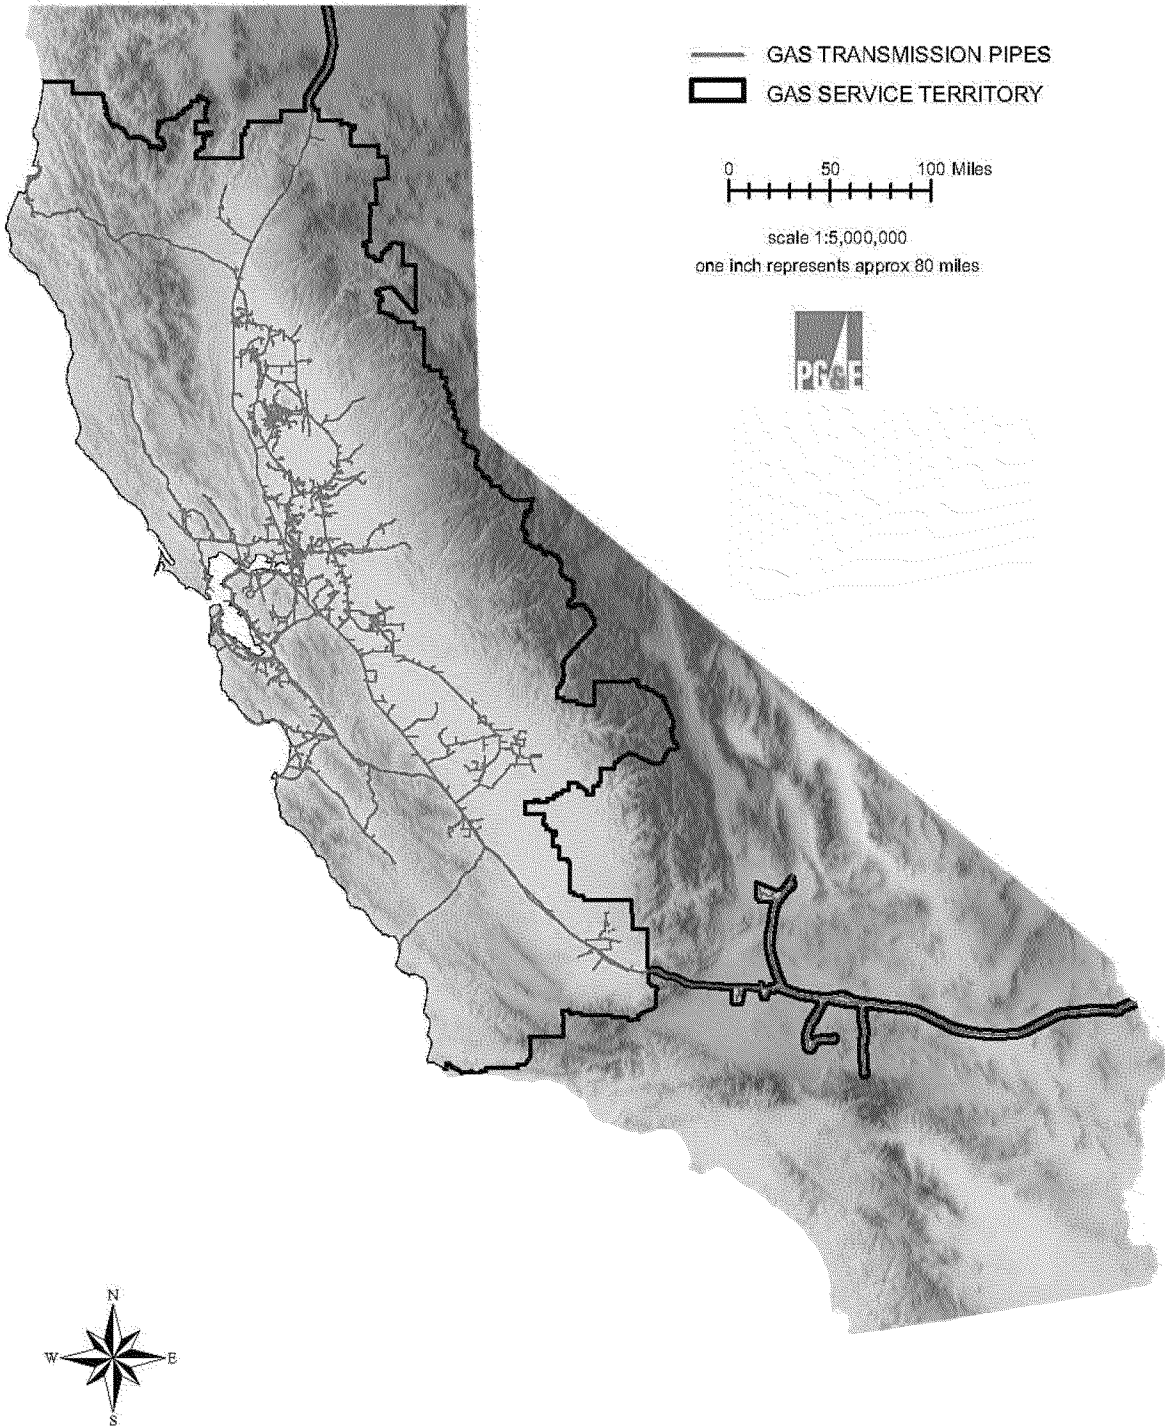 GAS TRANSMISSION PIPES
GAS SERVICE TERRITORY
0 50 100 Miles
scale 1:5,000,000
one inch represents approx 80 miles
PG&E
N
W E
S